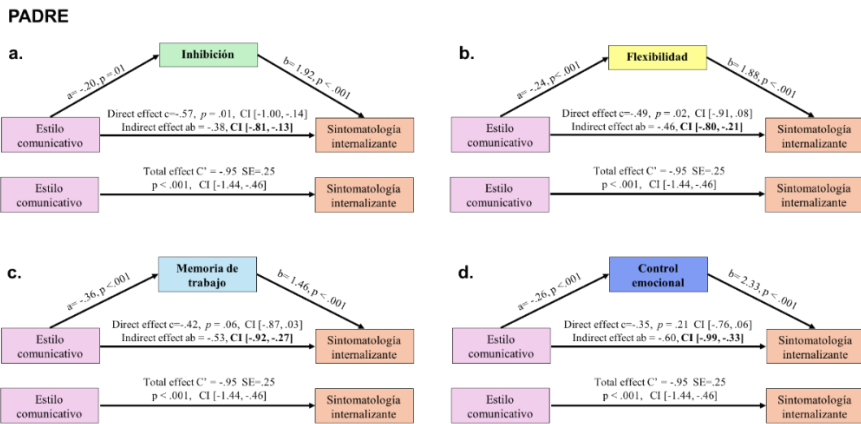 PADRE
a.
Inhibición
a= -.20, p =.01
b= 1.92, p < .001
Direct effect c=-.57, p = .01, CI [-1.00, -.14]
Indirect effect ab = -.38, CI [-.81, -.13]
Estilo
comunicativo
Sintomatología
internalizante
Total effect C' = -.95 SE=.25
p < .001, CI [-1.44, -.46]
Estilo
comunicativo
Sintomatología
internalizante
b.
Flexibilidad
a= -.24, p< .001
b= 1.88, p < .001
Direct effect c=-.49, p = .02, CI [-.91, .08]
Indirect effect ab = -.46, CI [-.80, -.21]
Estilo
comunicativo
Sintomatología
internalizante
Total effect C' = -.95 SE=.25
p < .001, CI [-1.44, -.46]
Estilo
comunicativo
Sintomatología
internalizante
c.
Memoria de
trabajo
a= -.36, p <.001
b= 1.46, p < .001
Direct effect c=-.42, p = .06, CI [-.87, .03]
Indirect effect ab = -.53, CI [-.92, -.27]
Estilo
comunicativo
Sintomatología
internalizante
Total effect C' = -.95 SE=.25
p < .001, CI [-1.44, -.46]
Estilo
comunicativo
Sintomatología
internalizante
d.
Control
emocional
a= -.26, p <.001
b= 2.33, p < .001
Direct effect c=-.35, p = .21 CI [-.76, .06]
Indirect effect ab = -.60, CI [-.99, -.33]
Estilo
comunicativo
Sintomatología
internalizante
Total effect C' = -.95 SE=.25
p < .001, CI [-1.44, -.46]
Estilo
comunicativo
Sintomatología
internalizante